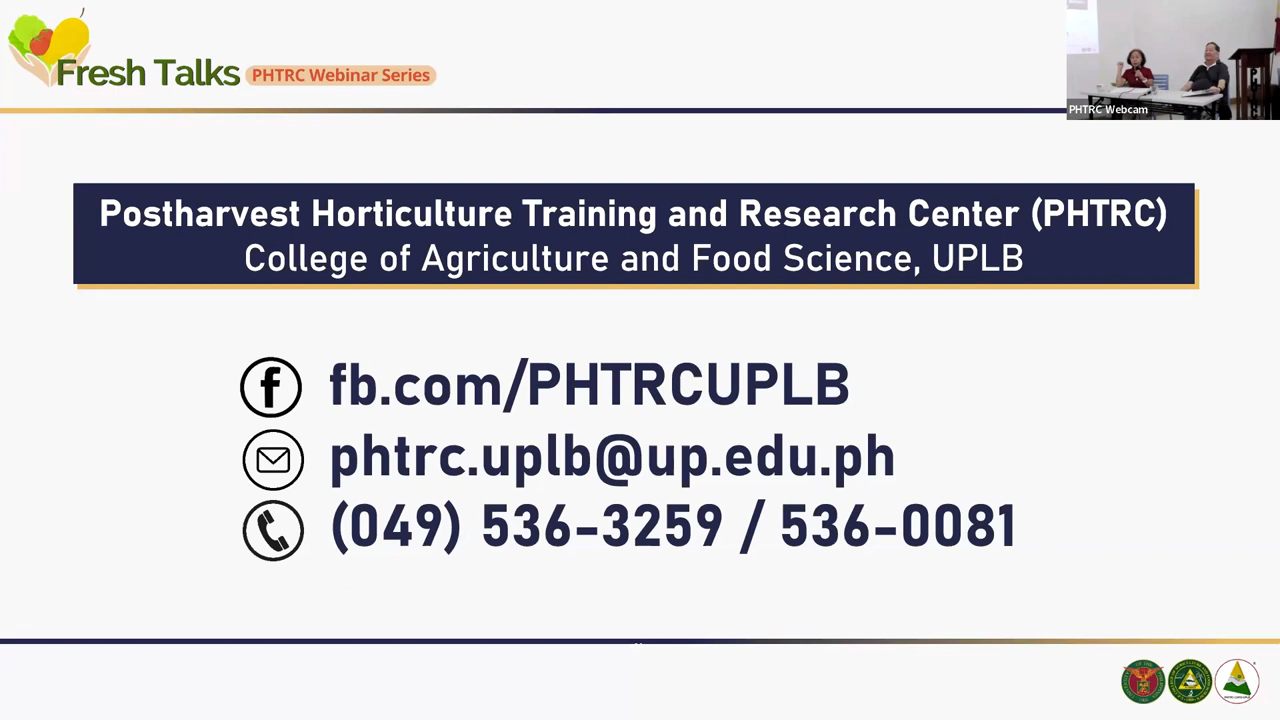 Fresh Talks PHTRC Webinar Series
PHTRC Webcam
Postharvest Horticulture Training and Research Center (PHTRC)
College of Agriculture and Food Science, UPLB
fb.com/PHTRCUPLB
phtrc.uplb@up.edu.ph
(049) 536-3259 / 536-0081